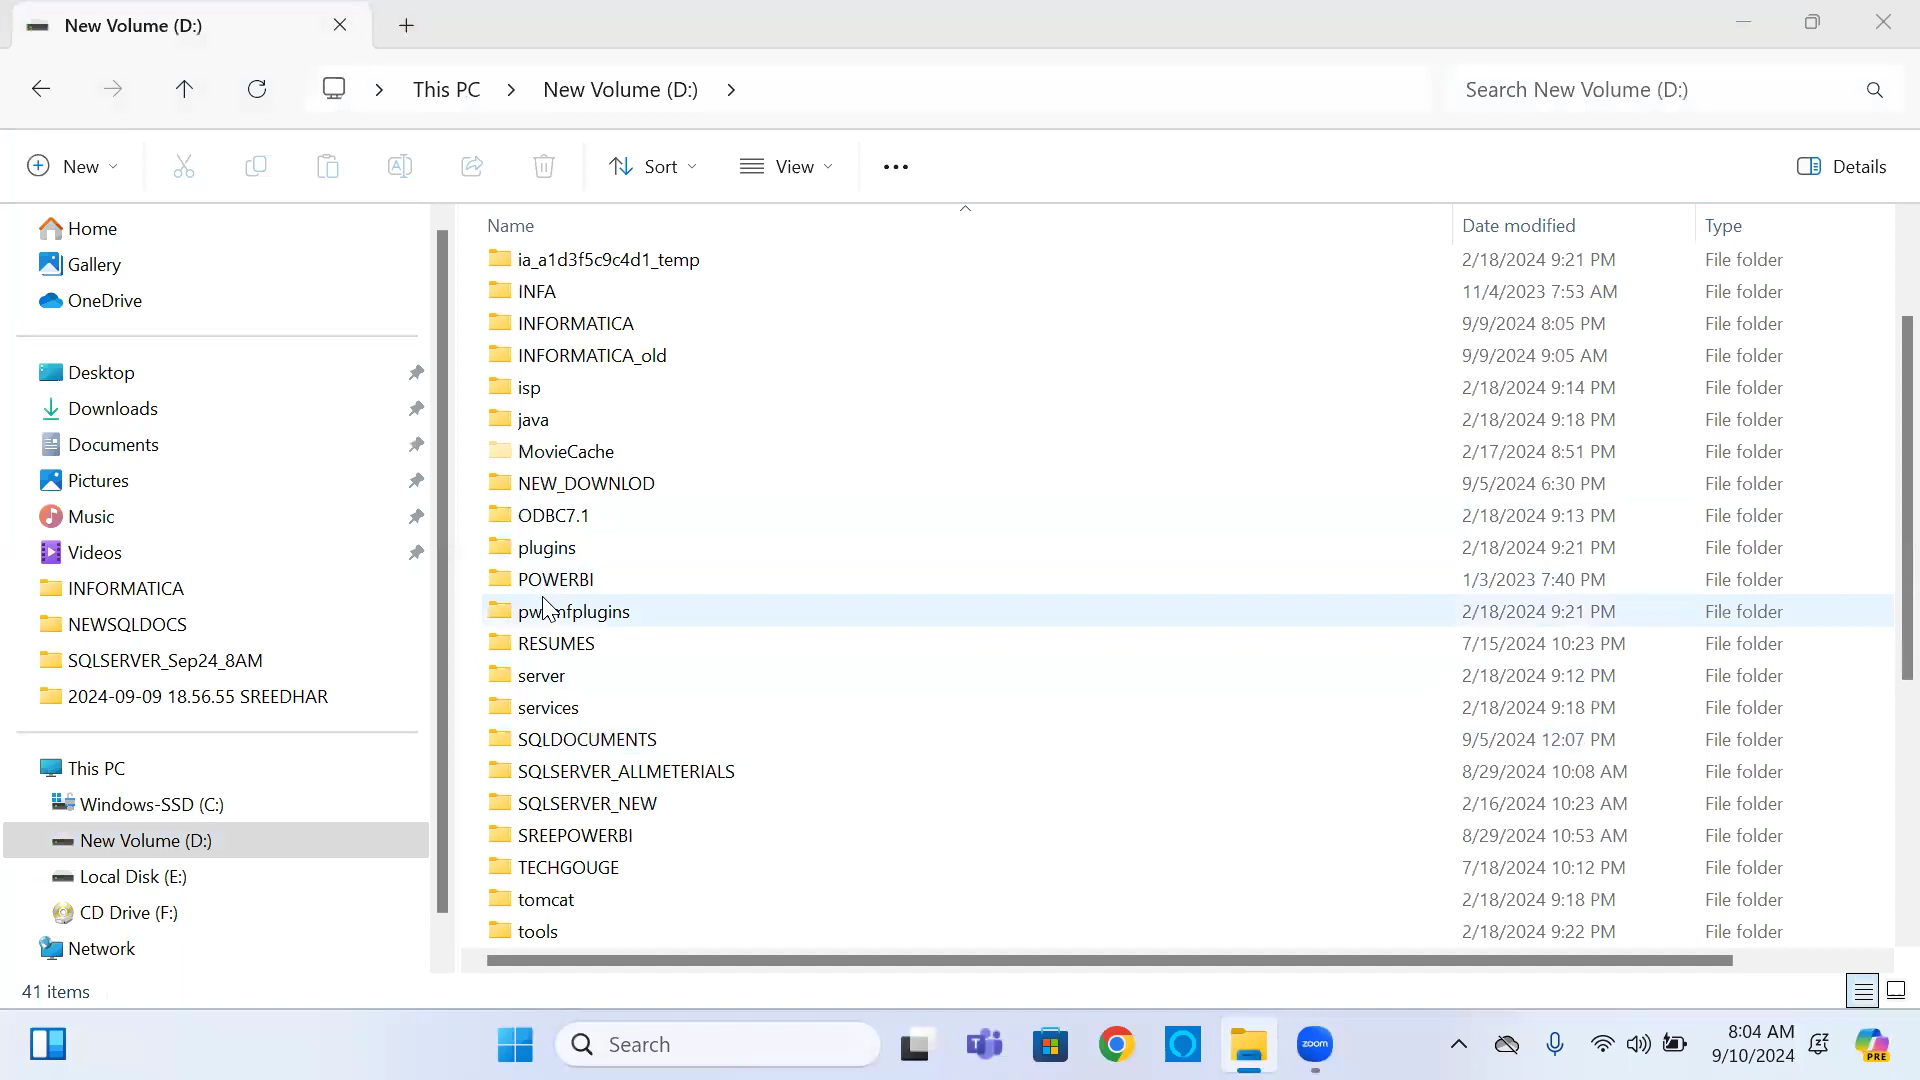 New Volume (D:)
This PC > New Volume (D:) >
Search New Volume (D:)
New
Sort
View
Details
Home
Gallery
OneDrive
Desktop
Downloads
Documents
Pictures
Music
Videos
INFORMATICA
NEWSQLDOCS
SQLSERVER_Sep24_8AM
2024-09-09 18.56.55 SREEDHAR
This PC
Windows-SSD (C:)
New Volume (D:)
Local Disk (E:)
CD Drive (F:)
Network
Name Date modified Type
ia_a1d3f5c9c4d1_temp 2/18/2024 9:21 PM File folder
INFA 11/4/2023 7:53 AM File folder
INFORMATICA 9/9/2024 8:05 PM File folder
INFORMATICA_old 9/9/2024 9:05 AM File folder
isp 2/18/2024 9:14 PM File folder
java 2/18/2024 9:18 PM File folder
MovieCache 2/17/2024 8:51 PM File folder
NEW_DOWNLOD 9/5/2024 6:30 PM File folder
ODBC7.1 2/18/2024 9:13 PM File folder
plugins 2/18/2024 9:21 PM File folder
POWERBI 1/3/2023 7:40 PM File folder
2/18/2024 9:21 PM File folder
RESUMES 7/15/2024 10:23 PM File folder
server 2/18/2024 9:12 PM File folder
services 2/18/2024 9:18 PM File folder
SQLDOCUMENTS 9/5/2024 12:07 PM File folder
SQLSERVER_ALLMETERIALS 8/29/2024 10:08 AM File folder
SQLSERVER_NEW 2/16/2024 10:23 AM File folder
SREEPOWERBI 8/29/2024 10:53 AM File folder
TECHGOUGE 7/18/2024 10:12 PM File folder
tomcat 2/18/2024 9:18 PM File folder
tools 2/18/2024 9:22 PM File folder
41 items
Search
zoom
8:04 AM
9/10/2024
PRE